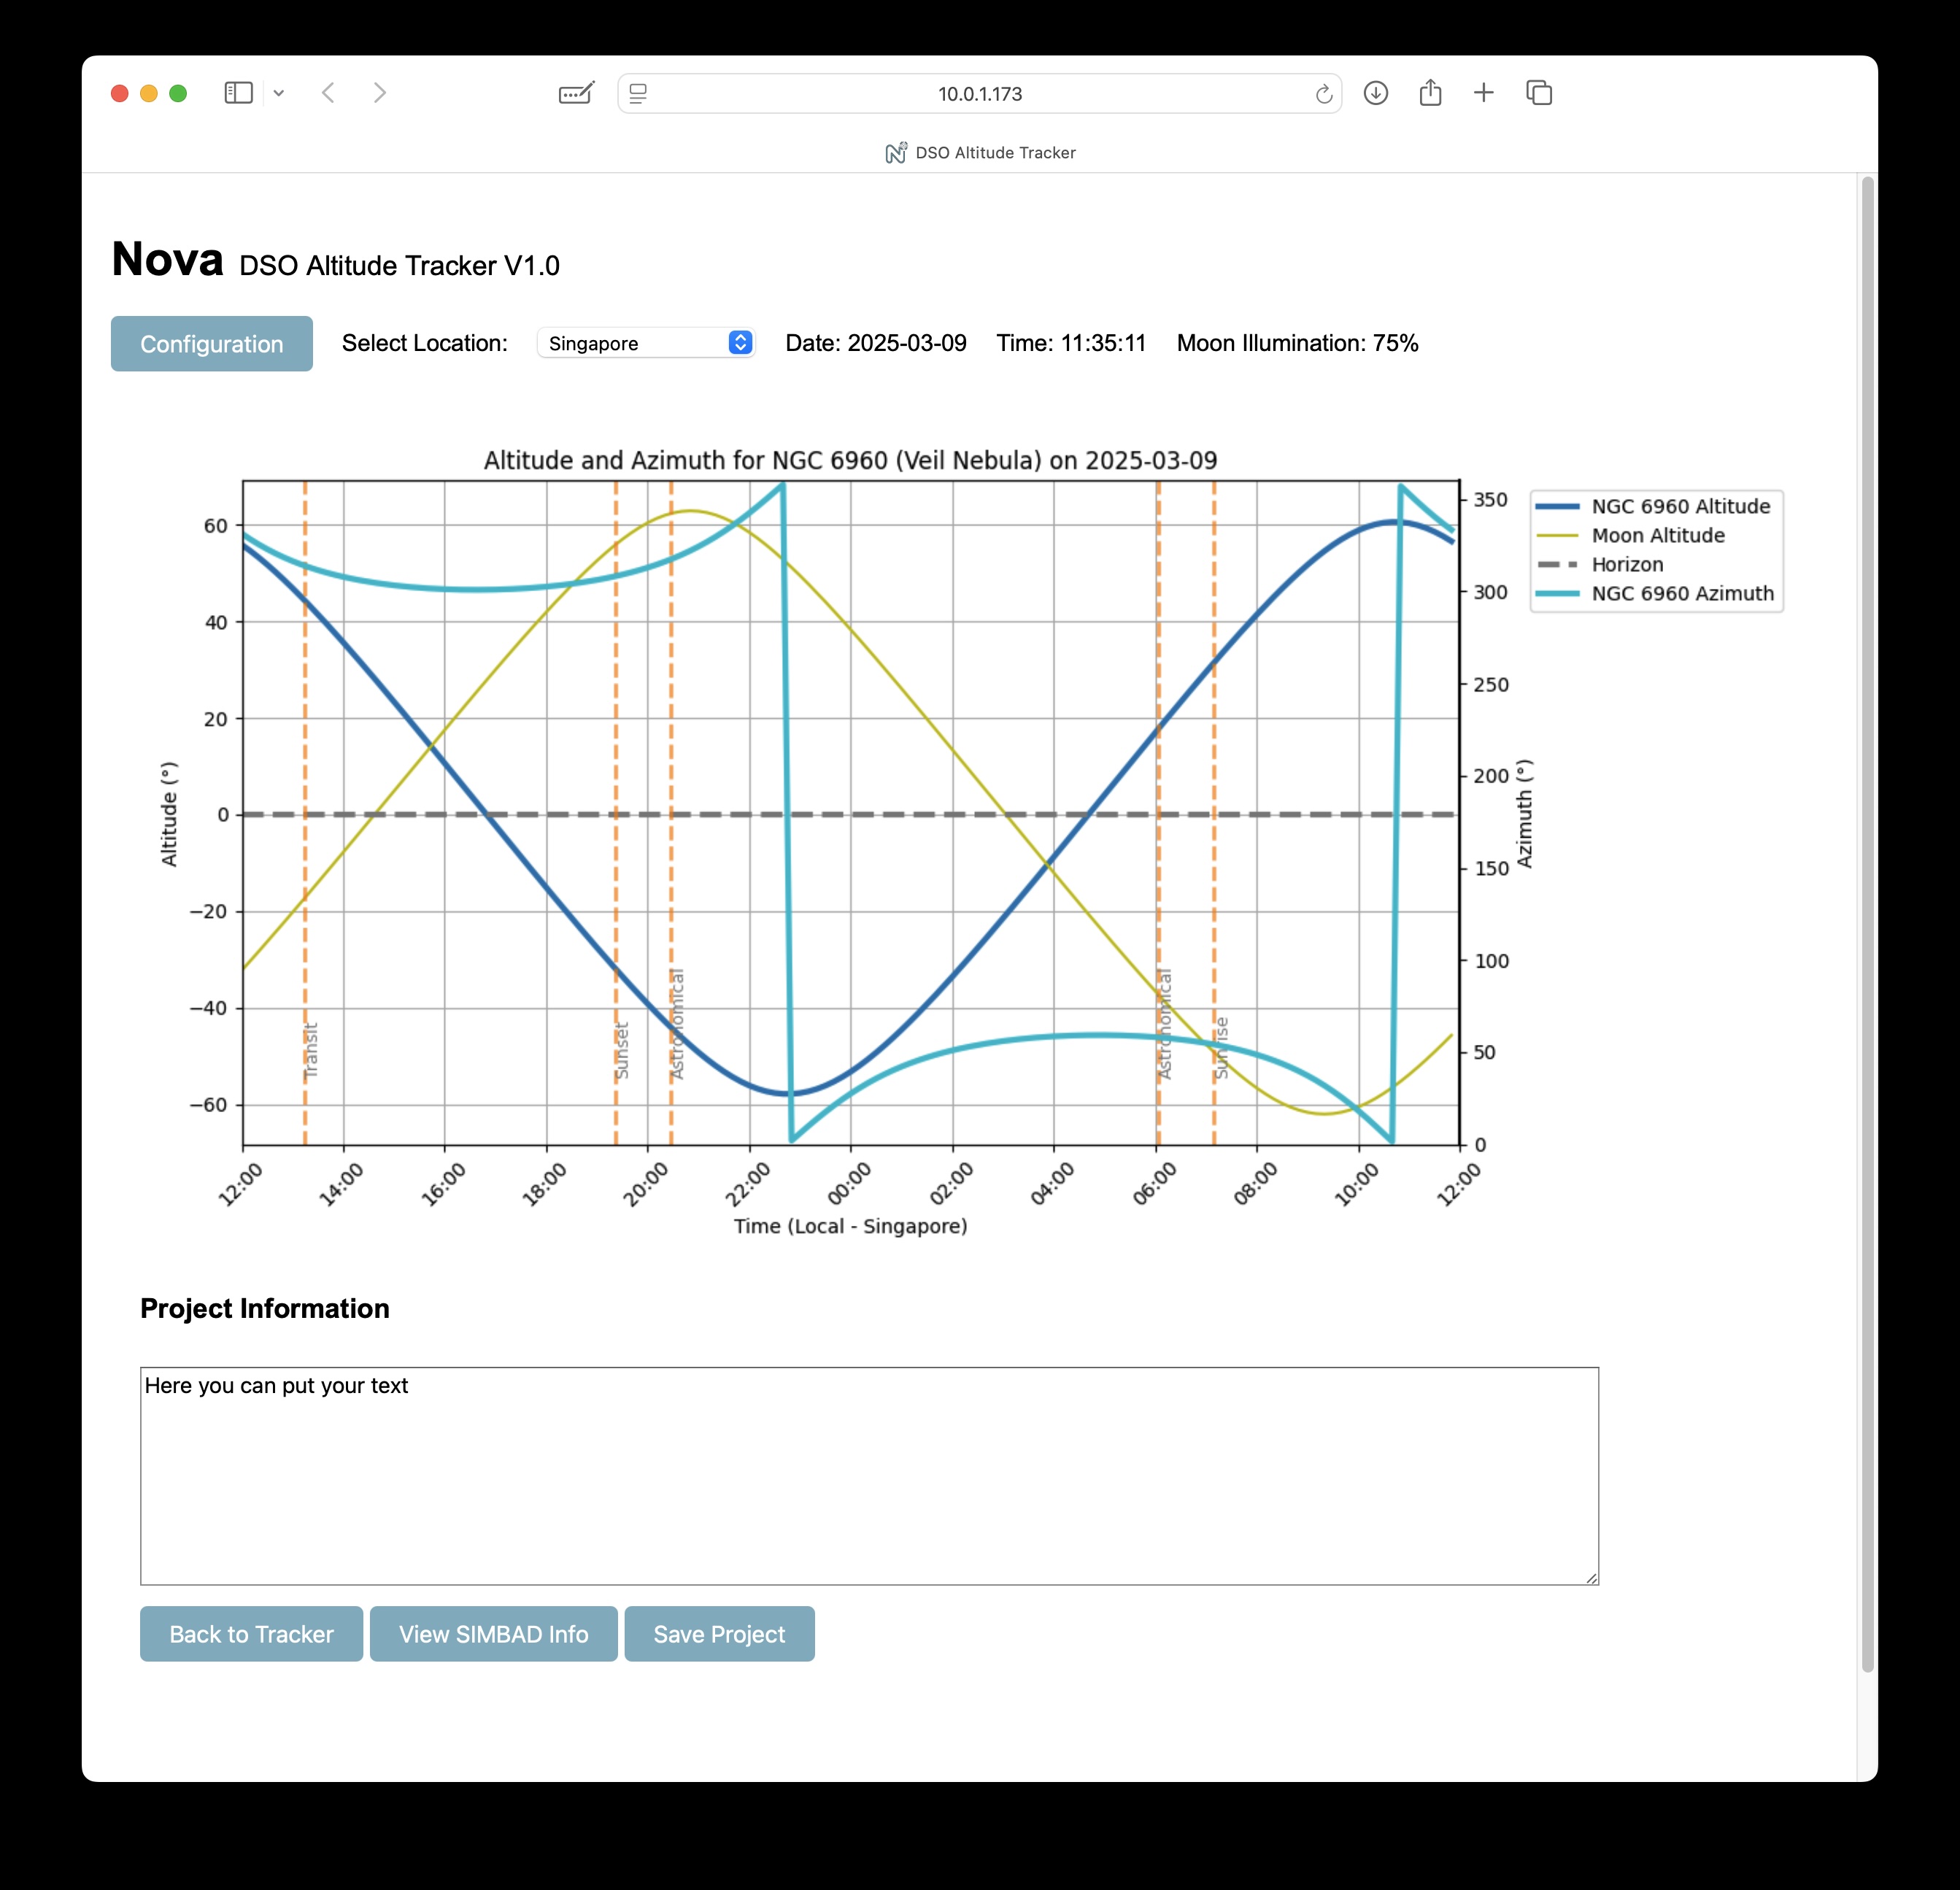 10.0.1.173
DSO Altitude Tracker
Nova DSO Altitude Tracker V1.0
Configuration Select Location: Singapore Date: 2025-03-09 Time: 11:35:11 Moon Illumination: 75%
Altitude and Azimuth for NGC 6960 (Veil Nebula) on 2025-03-09
NGC 6960 Altitude
Moon Altitude
Horizon
NGC 6960 Azimuth
60
40
20
0
−20
−40
−60
Altitude (°)
350
300
250
200
150
100
50
0
Azimuth (°)
Transit
Sunset
Astronomical
Astronomical
Sunrise
12:00 14:00 16:00 18:00 20:00 22:00 00:00 02:00 04:00 06:00 08:00 10:00 12:00
Time (Local - Singapore)
Project Information
Here you can put your text
Back to Tracker View SIMBAD Info Save Project